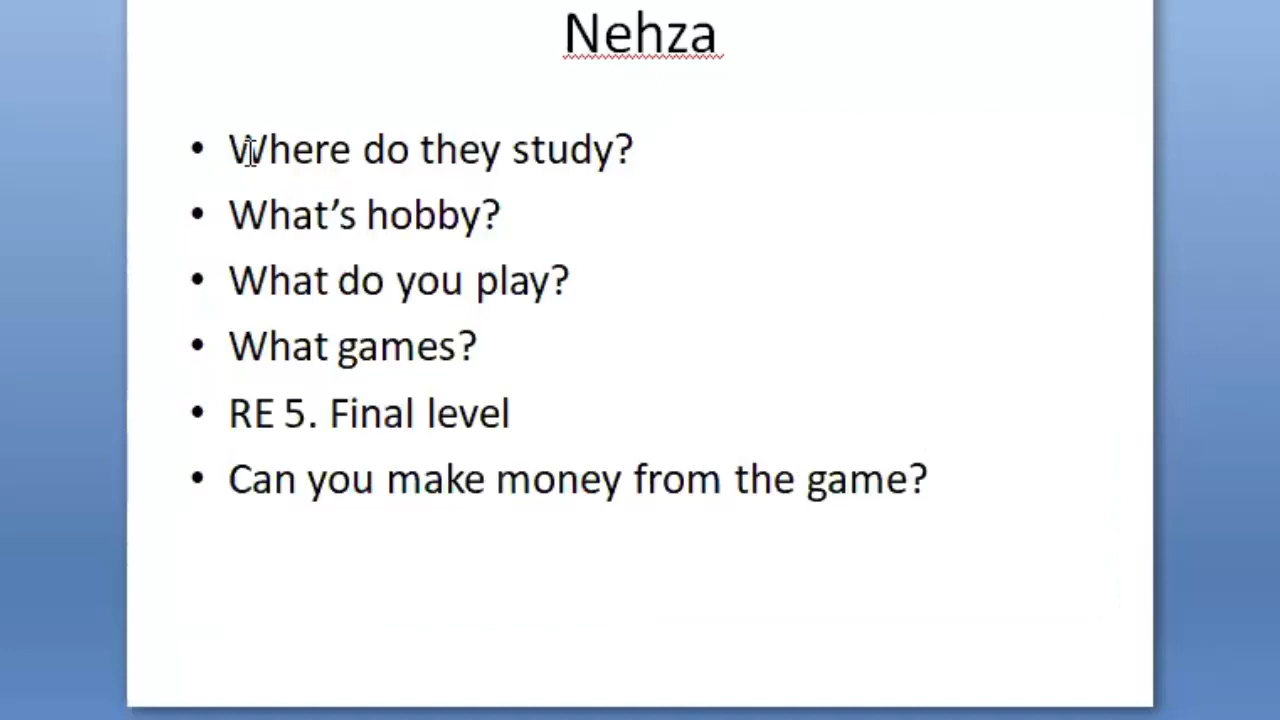 Nehza
• Where do they study?
• What’s hobby?
• What do you play?
• What games?
• RE 5. Final level
• Can you make money from the game?